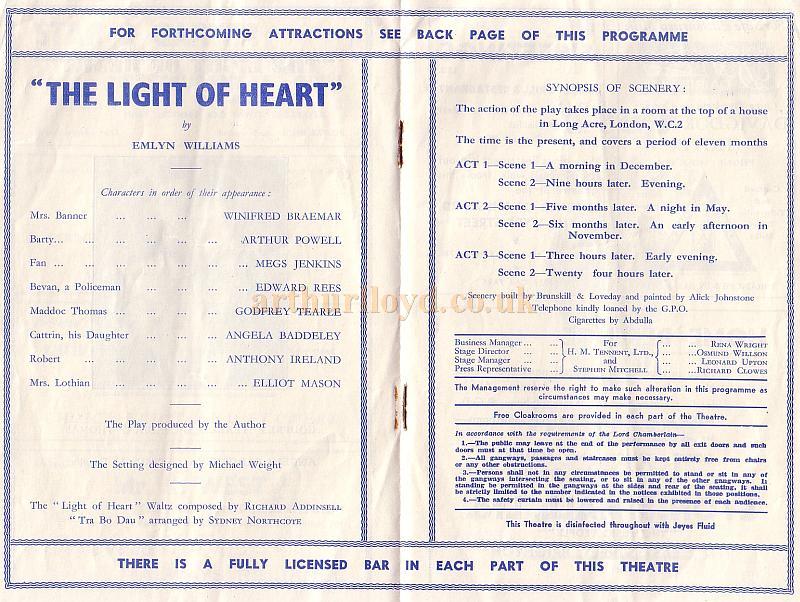 FOR FORTHCOMING ATTRACTIONS SEE BACK PAGE OF THIS PROGRAMME
"THE LIGHT OF HEART"
by
EMLYN WILLIAMS
Characters in order of their appearance:
Mrs. Banner ... ... ... WINIFRED BRAEMAR
Barty... ... ... ... ... ... ARTHUR POWELL
Fan ... ... ... ... ... ... MEGS JENKINS
Bevan, a Policeman ... ... ... EDWARD REES
Maddoc Thomas ... ... ... ... GODFREY TEARLE
Cattrin, his Daughter ... ... ... ANGELA BADDELEY
Robert ... ... ... ... ... ANTHONY IRELAND
Mrs. Lothian ... ... ... ... ELLIOT MASON
The Play produced by the Author
The Setting designed by Michael Weight
The "Light of Heart" Waltz composed by RICHARD ADDINSELL
"Tra Bo Dau" arranged by SYDNEY NORTHCOTE
SYNOPSIS OF SCENERY:
The action of the play takes place in a room at the top of a house
in Long Acre, London, W.C.2
The time is the present, and covers a period of eleven months
ACT 1—Scene 1—A morning in December.
Scene 2—Nine hours later. Evening.
ACT 2—Scene 1—Five months later. A night in May.
Scene 2—Six months later. An early afternoon in
November.
ACT 3—Scene 1—Three hours later. Early evening.
Scene 2—Twenty four hours later.
Scenery built by Brunskill & Loveday and painted by Alick Johnstone
Telephone kindly loaned by the G.P.O.
Cigarettes by Abdulla
Business Manager... ... For ... ... RENA WRIGHT
Stage Director ... ... H. M. TENNENT, LTD., ... ...OSMUND WILLSON
Stage Manager ... ... and ... ... LEONARD UPTON
Press Representative ... STEPHEN MITCHELL ... ...RICHARD CLOWES
The Management reserve the right to make such alteration in this programme as
circumstances may make necessary.
Free Cloakrooms are provided in each part of the Theatre.
In accordance with the requirements of the Lord Chamberlain—
1.—The public may leave at the end of the performance by all exit doors and such
doors must at that time be open.
2.—All gangways, passages and staircases must be kept entirely free from chairs
or any other obstructions.
3.—Persons shall not in any circumstances be permitted to stand or sit in any of
the gangways intersecting the seating, or to sit in any of the other gangways. It
standing be permitted in the gangways at the sides and rear of the seating, it shall
be strictly limited to the number indicated in the notices exhibited in those positions.
4.—The safety curtain must be lowered and raised in the presence of each audience.
This Theatre is disinfected throughout with Jeyes Fluid
THERE IS A FULLY LICENSED BAR IN EACH PART OF THIS THEATRE
arthurlloyd.co.uk